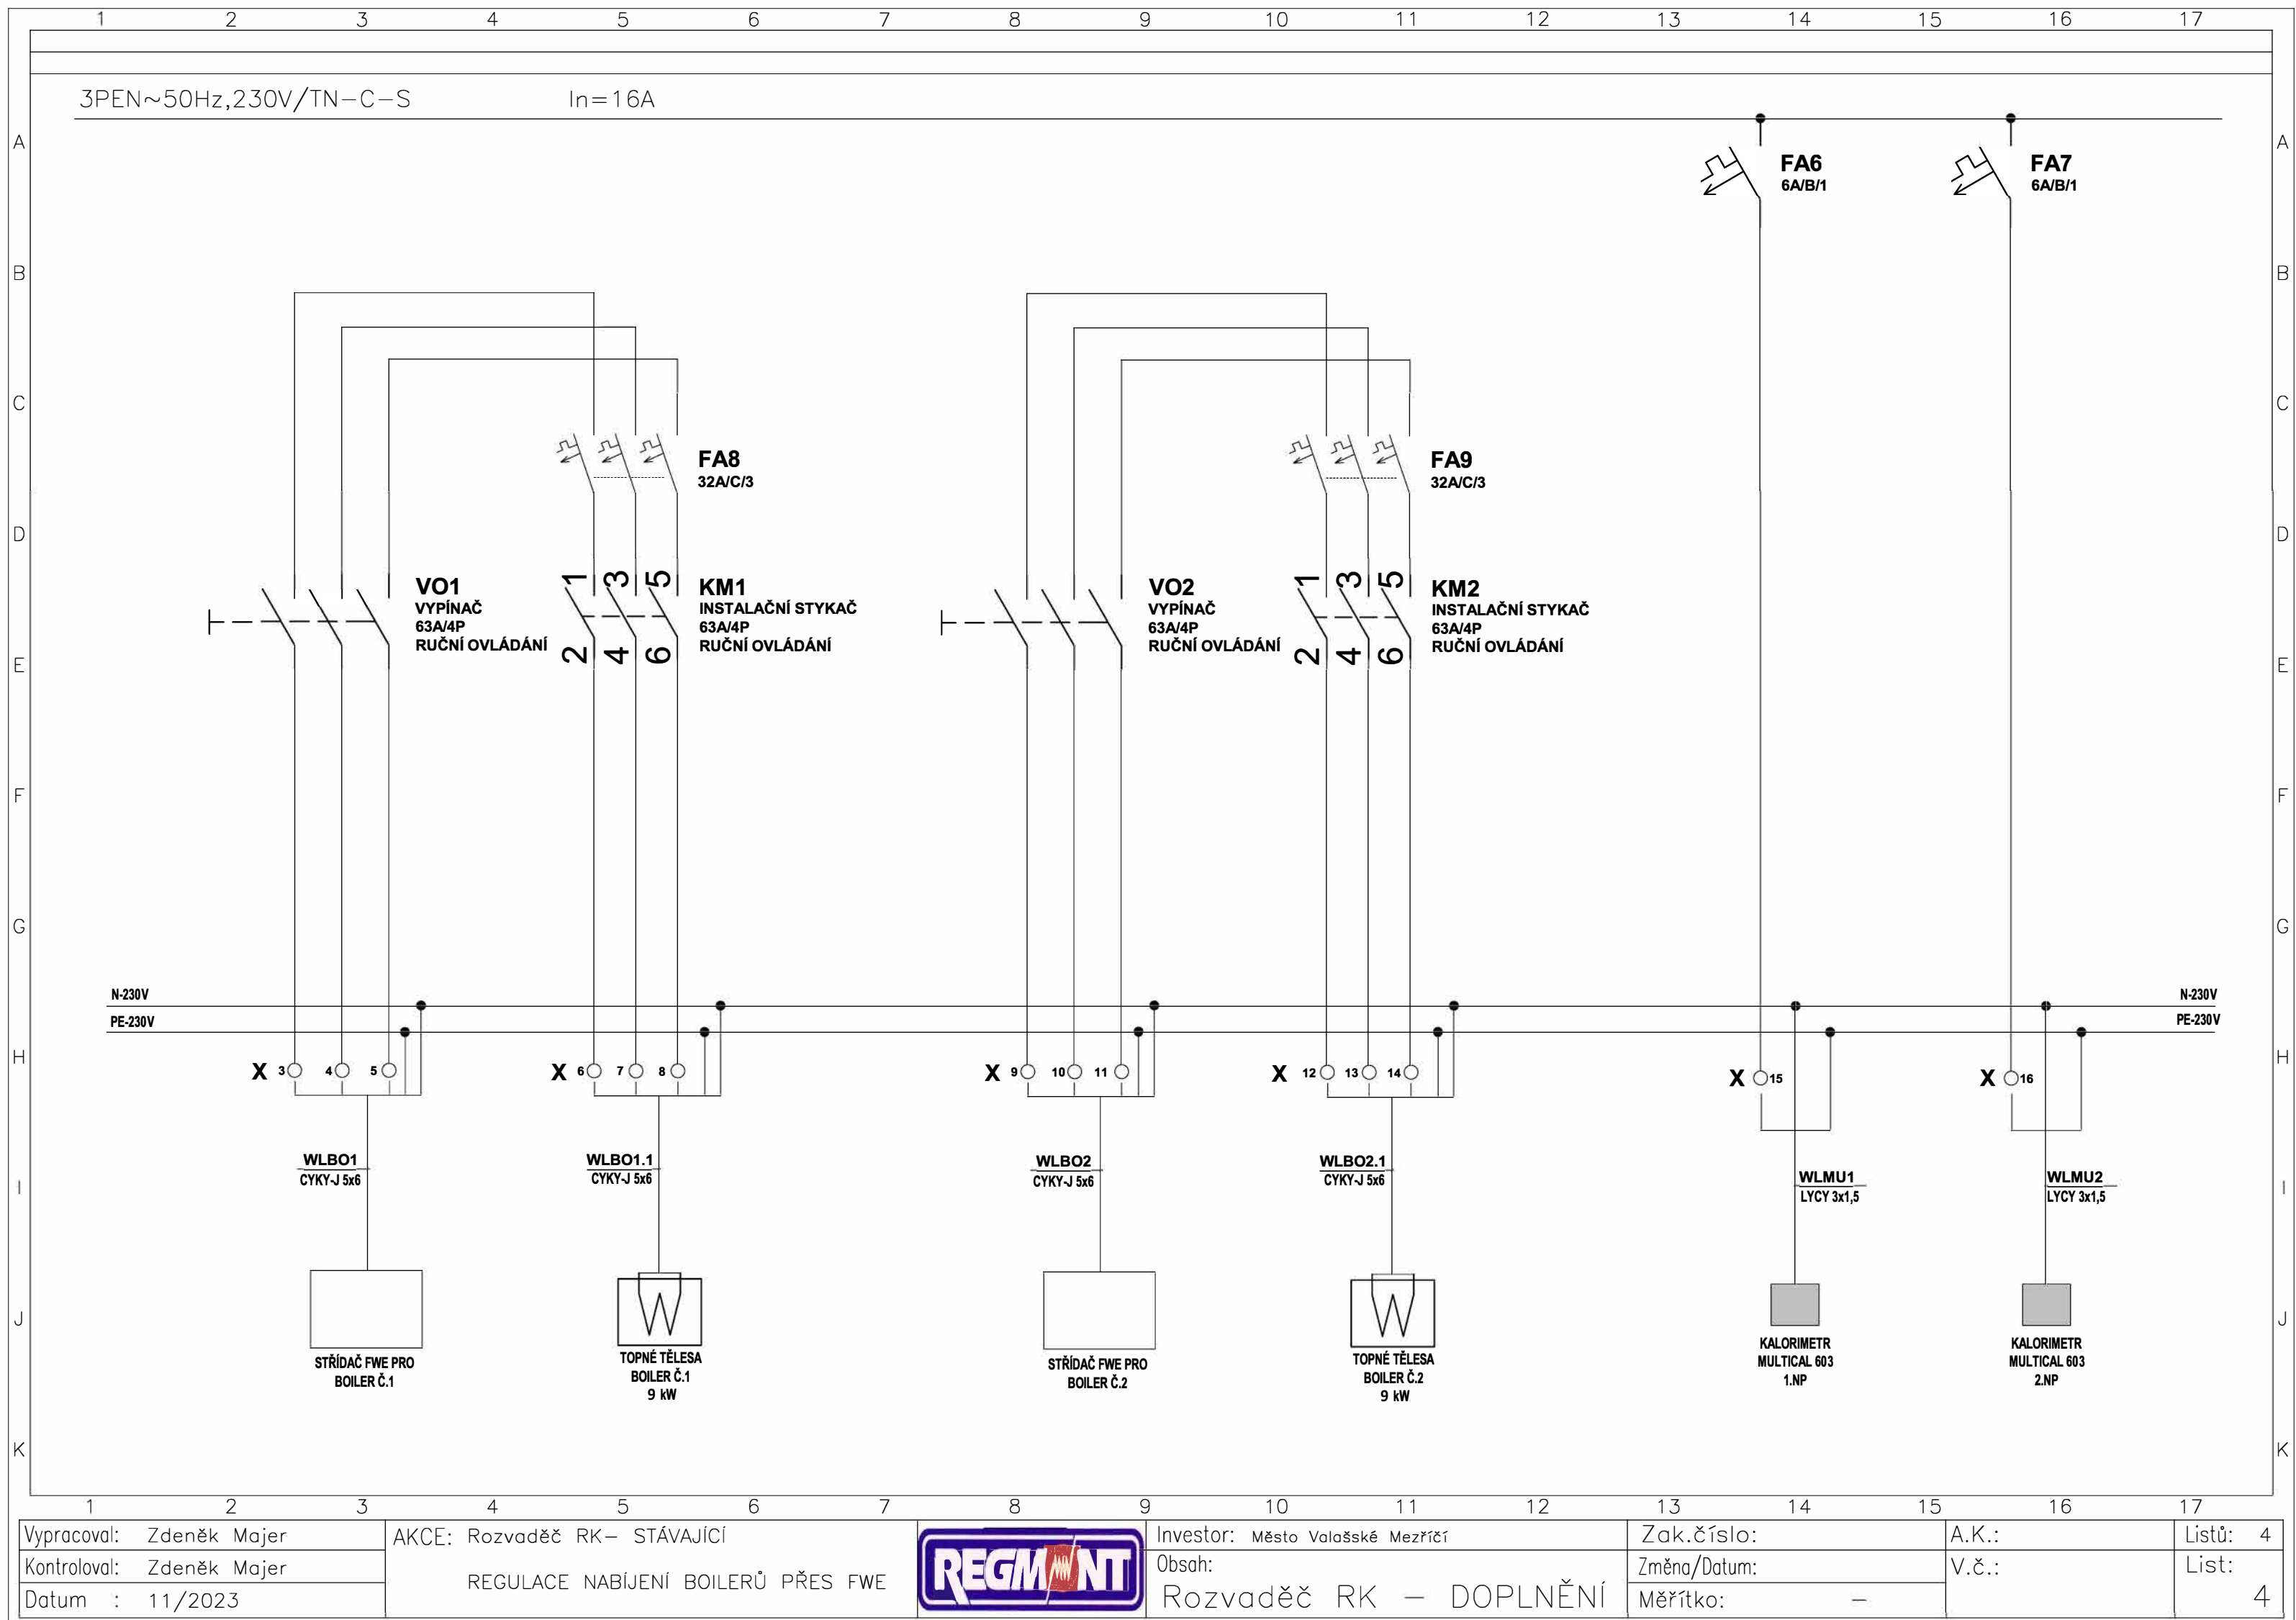 1 2 3 4 5 6 7 8 9 10 11 12 13 14 15 16 17
3PEN~50Hz,230V/TN-C-S In=16A
A A
FA6
6A/B/1
FA7
6A/B/1
B B
C C
FA8
32A/C/3
FA9
32A/C/3
D D
VO1
VYPÍNAČ
63A/4P
RUČNÍ OVLÁDÁNÍ
1 3 5
2 4 6
KM1
INSTALAČNÍ STYKAČ
63A/4P
RUČNÍ OVLÁDÁNÍ
VO2
VYPÍNAČ
63A/4P
RUČNÍ OVLÁDÁNÍ
1 3 5
2 4 6
KM2
INSTALAČNÍ STYKAČ
63A/4P
RUČNÍ OVLÁDÁNÍ
E E
F F
G G
N-230V N-230V
PE-230V PE-230V
H H
X 3 4 5 X 6 7 8 X 9 10 11 X 12 13 14 X 15 X 16
WLBO1
CYKY-J 5x6
WLBO1.1
CYKY-J 5x6
WLBO2
CYKY-J 5x6
WLBO2.1
CYKY-J 5x6
WLMU1
LYCY 3x1,5
WLMU2
LYCY 3x1,5
I I
J J
STŘÍDAČ FWE PRO
BOILER Č.1
W
TOPNÉ TĚLESA
BOILER Č.1
9 kW
STŘÍDAČ FWE PRO
BOILER Č.2
W
TOPNÉ TĚLESA
BOILER Č.2
9 kW
KALORIMETR
MULTICAL 603
1.NP
KALORIMETR
MULTICAL 603
2.NP
K K
1 2 3 4 5 6 7 8 9 10 11 12 13 14 15 16 17
Vypracoval: Zdeněk Majer
Kontroloval: Zdeněk Majer
Datum : 11/2023
AKCE: Rozvaděč RK- STÁVAJÍCÍ
REGULACE NABÍJENÍ BOILERŮ PŘES FWE
REGMONT
Investor: Město Valašské Mezříčí
Obsah:
Rozvaděč RK - DOPLNĚNÍ
Zak.číslo:
Změna/Datum:
Měřítko: -
A.K.:
V.č.:
Listů: 4
List:
4